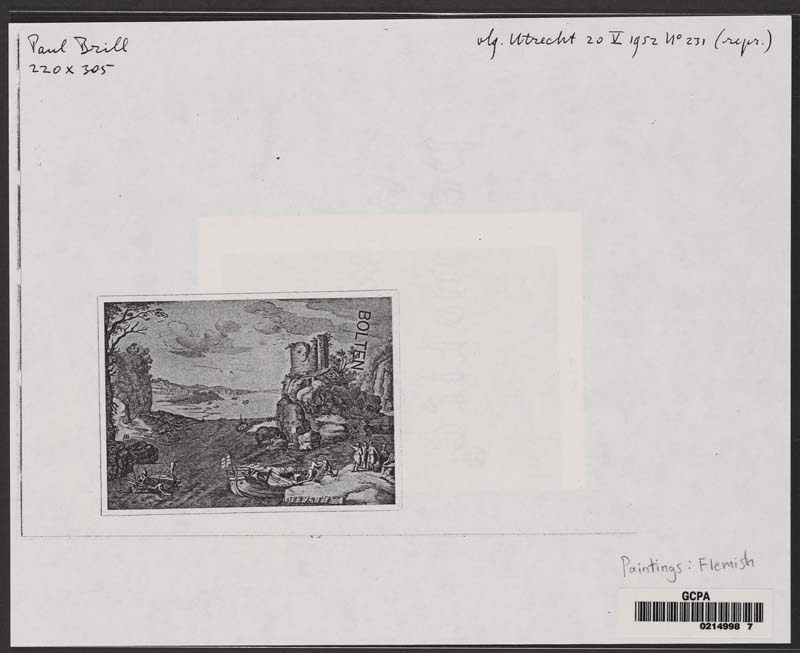 Paul Brill
220 x 305
vlg. Utrecht 20 V 1952 No 231 (repr.)
BOLTEN
Paintings: Flemish
GCPA
0214998 7